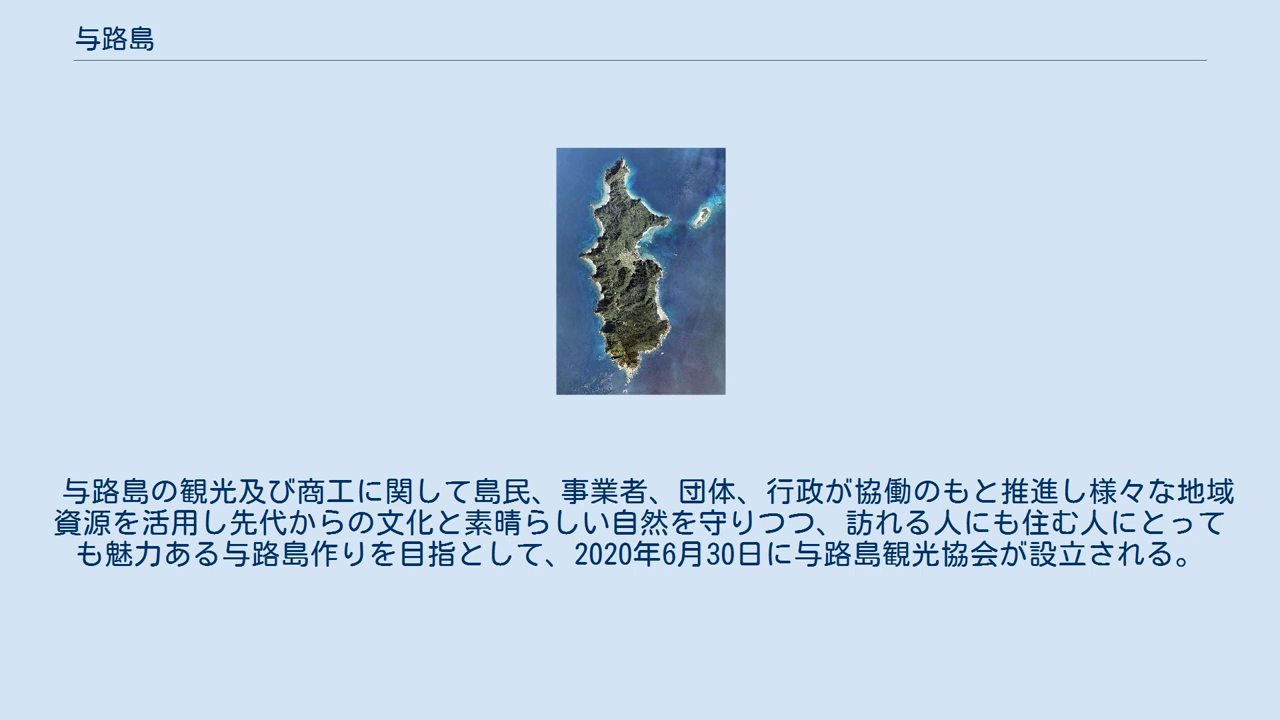 与路島
与路島の観光及び商工に関して島民、事業者、団体、行政が協働のもと推進し様々な地域
資源を活用し先代からの文化と素晴らしい自然を守りつつ、訪れる人にも住む人にとって
も魅力ある与路島作りを目指として、2020年6月30日に与路島観光協会が設立される。